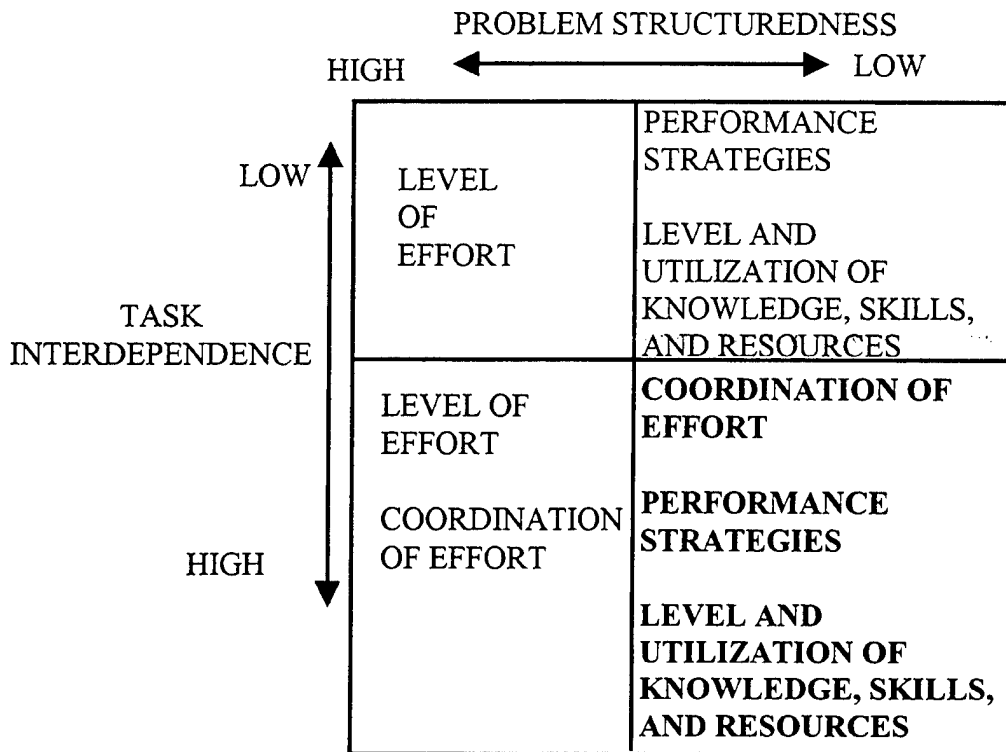 PROBLEM STRUCTUREDNESS
HIGH
LOW
LOW
TASK
INTERDEPENDENCE
HIGH
LEVEL
OF
EFFORT
PERFORMANCE
STRATEGIES
LEVEL AND
UTILIZATION OF
KNOWLEDGE, SKILLS,
AND RESOURCES
LEVEL OF
EFFORT
COORDINATION
OF EFFORT
COORDINATION OF
EFFORT
PERFORMANCE
STRATEGIES
LEVEL AND
UTILIZATION OF
KNOWLEDGE, SKILLS,
AND RESOURCES